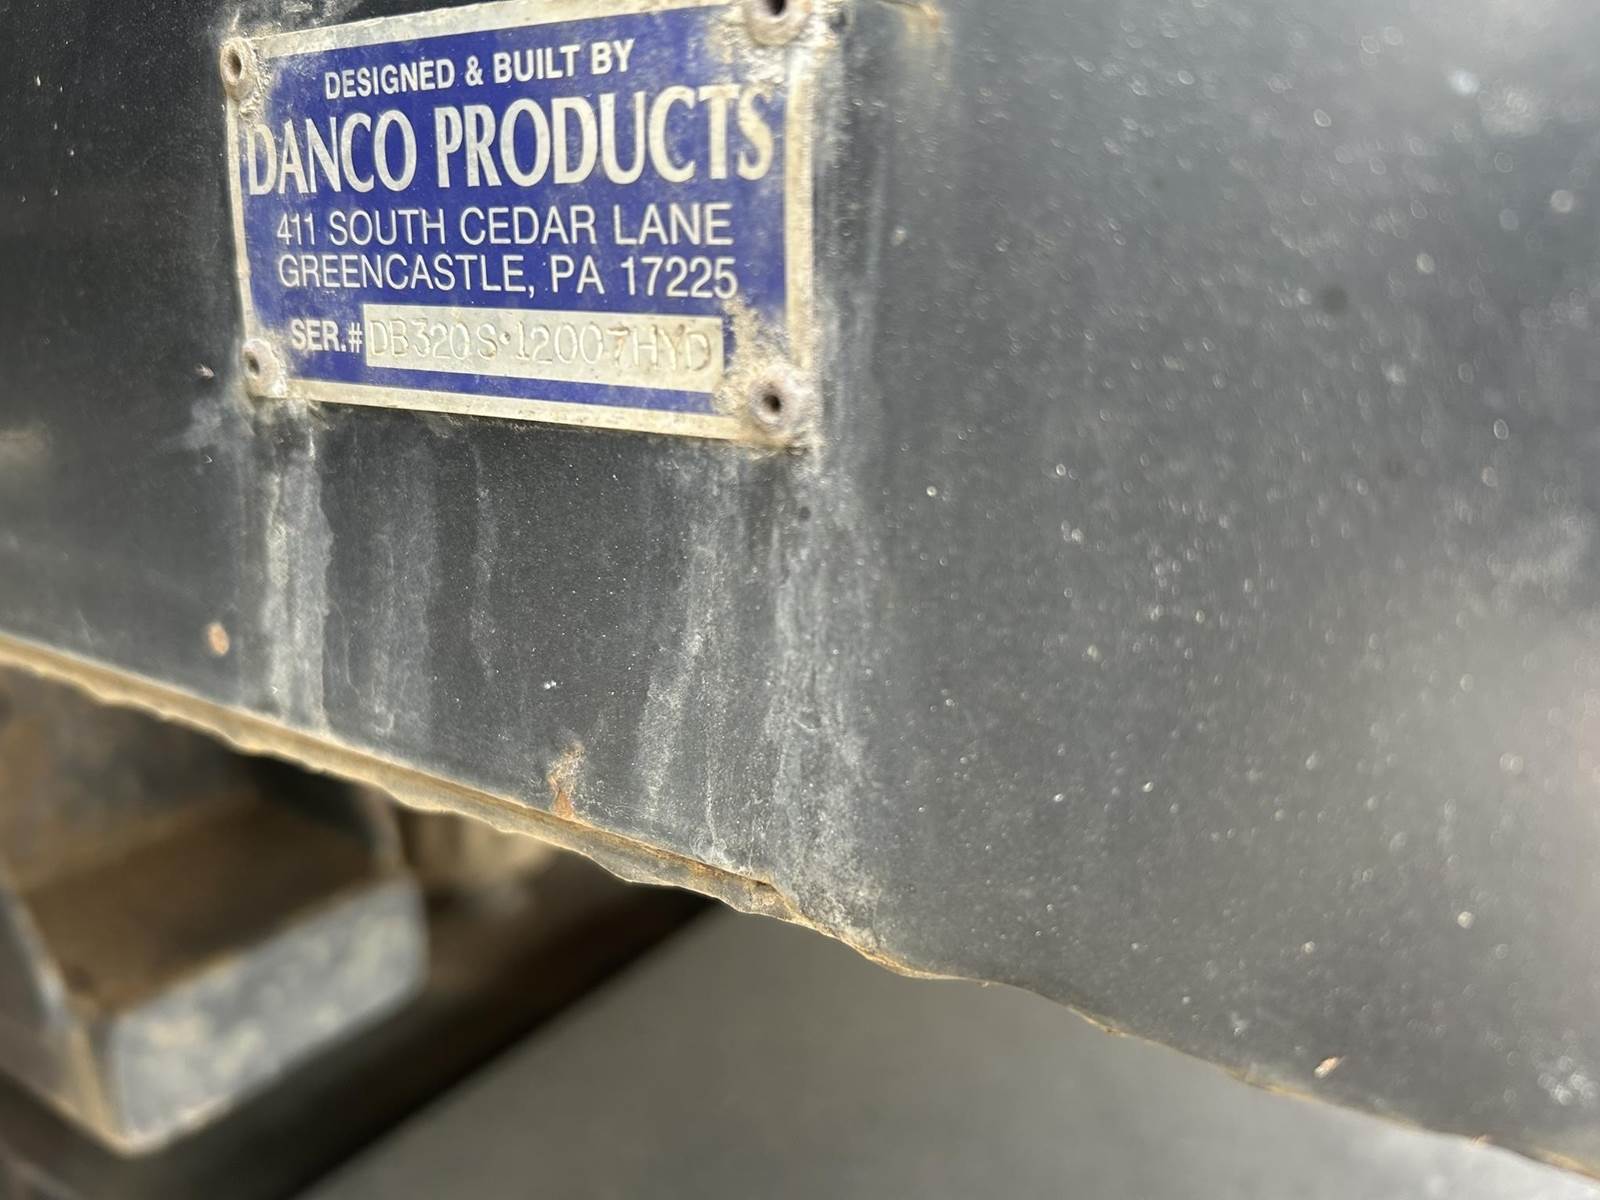 DESIGNED & BUILT BY
DANCO PRODUCTS
411 SOUTH CEDAR LANE
GREENCASTLE, PA 17225
SER.# DB320S·12007HYD